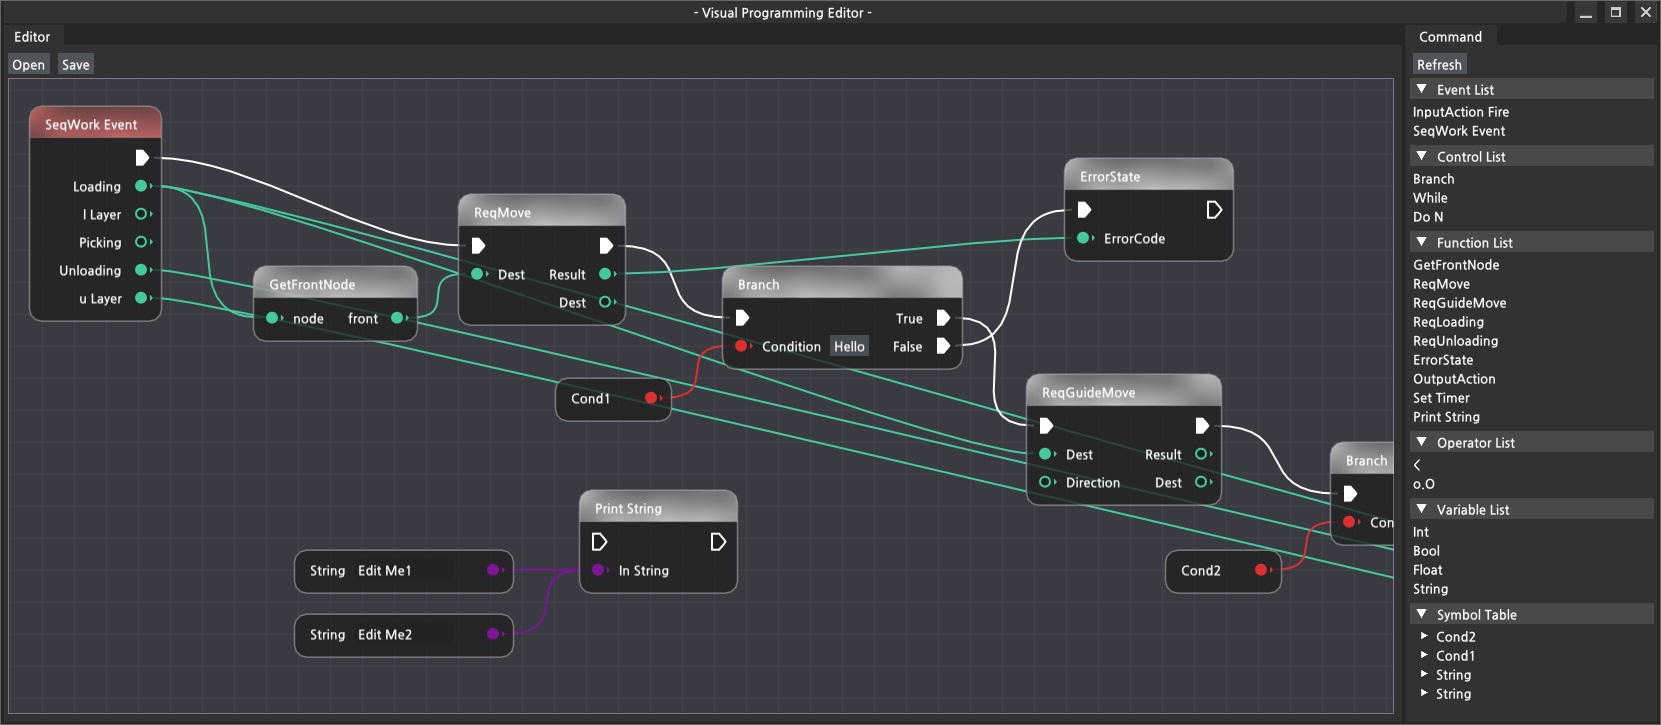 - Visual Programming Editor -
Editor
Open Save
SeqWork Event
Loading
l Layer
Picking
Unloading
u Layer
GetFrontNode
node front
ReqMove
Dest Result
Dest
Branch
True
Condition Hello False
Cond1
ErrorState
ErrorCode
ReqGuideMove
Dest Result
Direction Dest
Branch
Con
Cond2
Print String
In String
String Edit Me1
String Edit Me2
Command
Refresh
Event List
InputAction Fire
SeqWork Event
Control List
Branch
While
Do N
Function List
GetFrontNode
ReqMove
ReqGuideMove
ReqLoading
ReqUnloading
ErrorState
OutputAction
Set Timer
Print String
Operator List
<
o.O
Variable List
Int
Bool
Float
String
Symbol Table
Cond2
Cond1
String
String